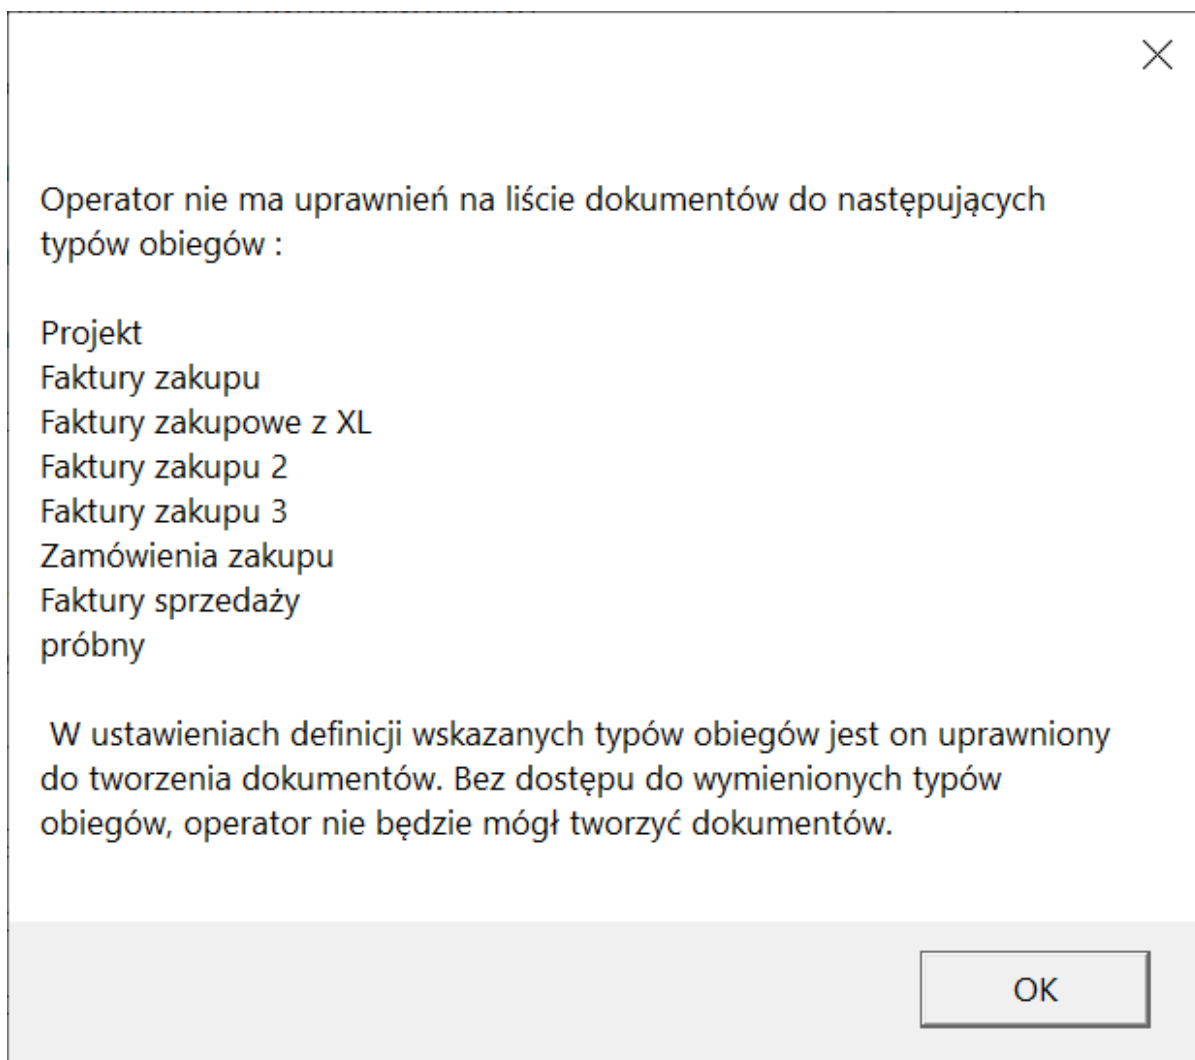 Operator nie ma uprawnień na liście dokumentów do następujących
typów obiegów :
Projekt
Faktury zakupu
Faktury zakupowe z XL
Faktury zakupu 2
Faktury zakupu 3
Zamówienia zakupu
Faktury sprzedaży
próbny
W ustawieniach definicji wskazanych typów obiegów jest on uprawniony
do tworzenia dokumentów. Bez dostępu do wymienionych typów
obiegów, operator nie będzie mógł tworzyć dokumentów.
OK